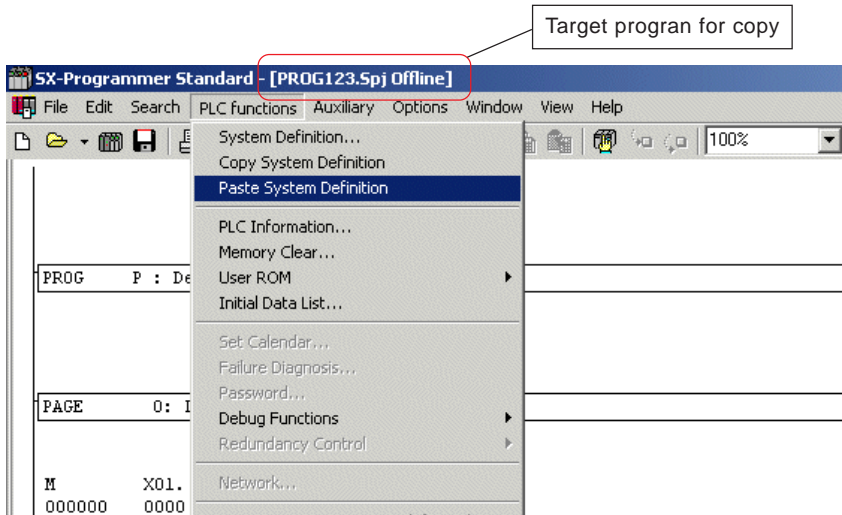 Target progran for copy
SX-Programmer Standard - [PROG123.Spj Offline]
File Edit Search PLC functions Auxiliary Options Window View Help
100%
System Definition...
Copy System Definition
Paste System Definition
PLC Information...
Memory Clear...
PROG P : De
User ROM
Initial Data List...
Set Calendar...
Failure Diagnosis...
Password...
PAGE 0: I
Debug Functions
Redundancy Control
M X01.
Network...
000000 0000